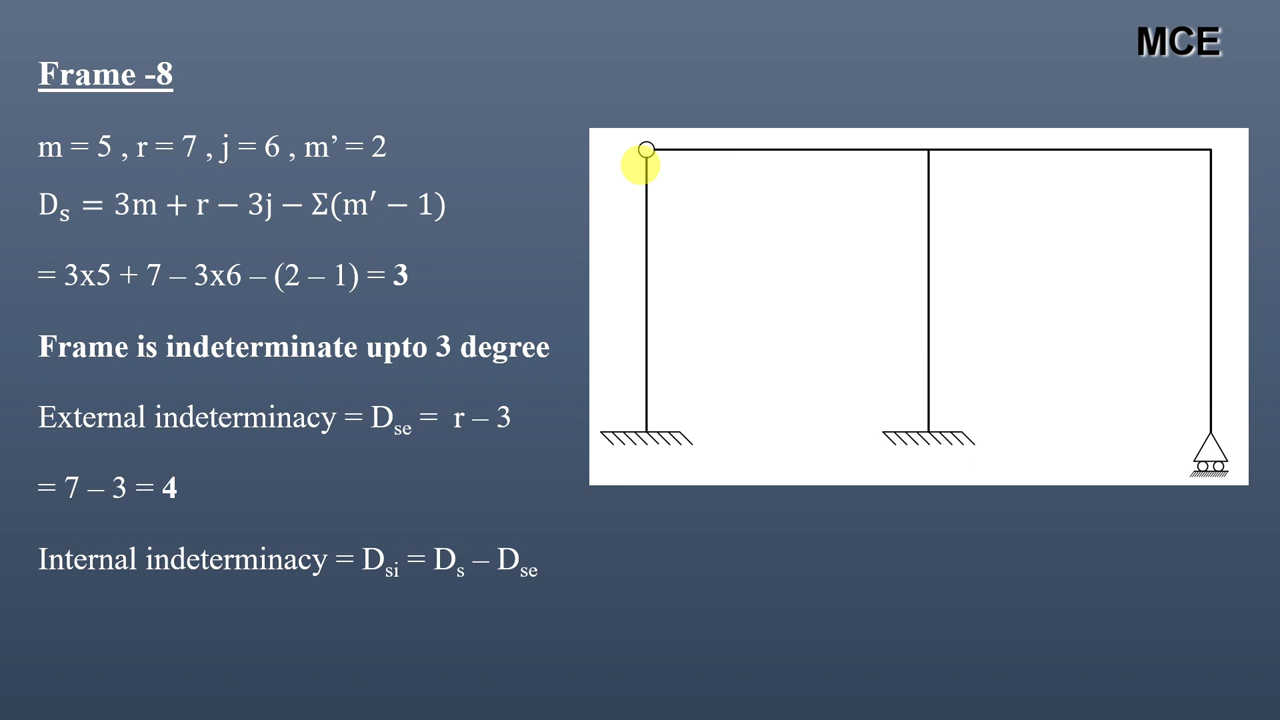 MCE
Frame -8
m = 5 , r = 7 , j = 6 , m’ = 2
Dₛ = 3m + r − 3j − Σ(m′ − 1)
= 3x5 + 7 – 3x6 – (2 – 1) = 3
Frame is indeterminate upto 3 degree
External indeterminacy = Dse = r – 3
= 7 – 3 = 4
Internal indeterminacy = Dsi = Ds – Dse